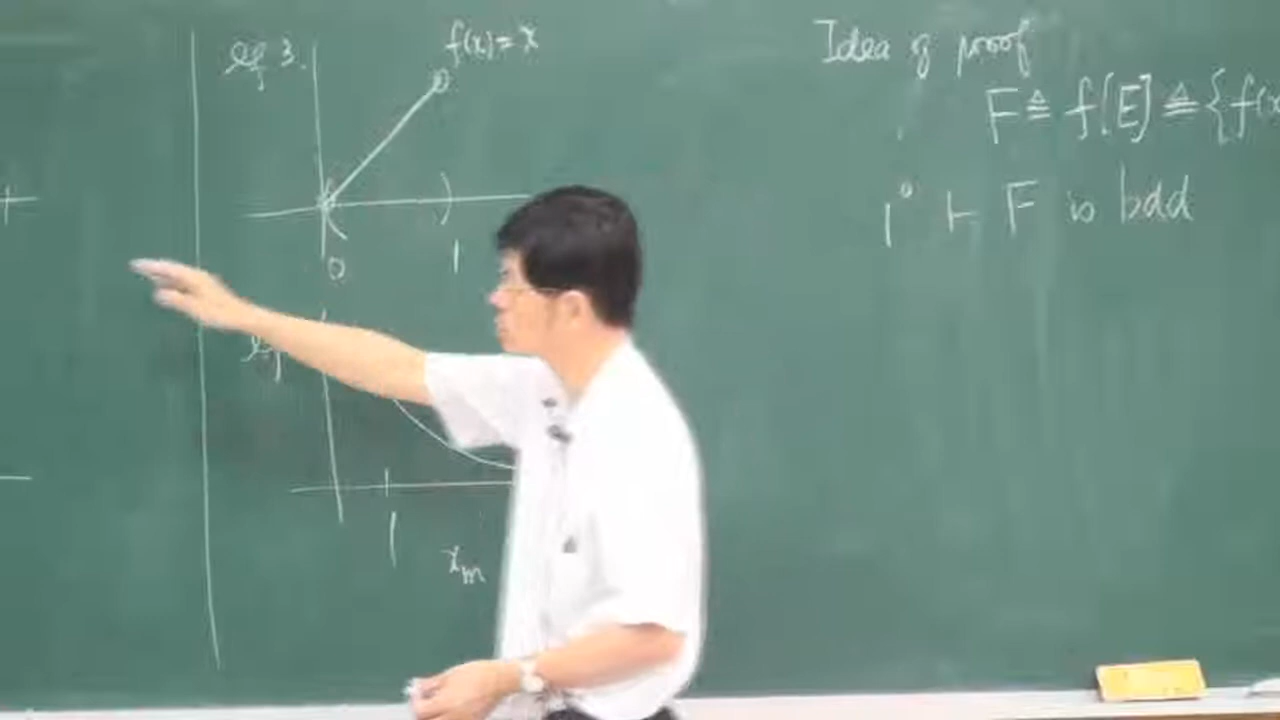 eg 3.
f(x) = x
0
1
eg
1
x_m
Idea of proof
F ≜ f[E] ≜ {f(x
1° ⊢ F is bdd